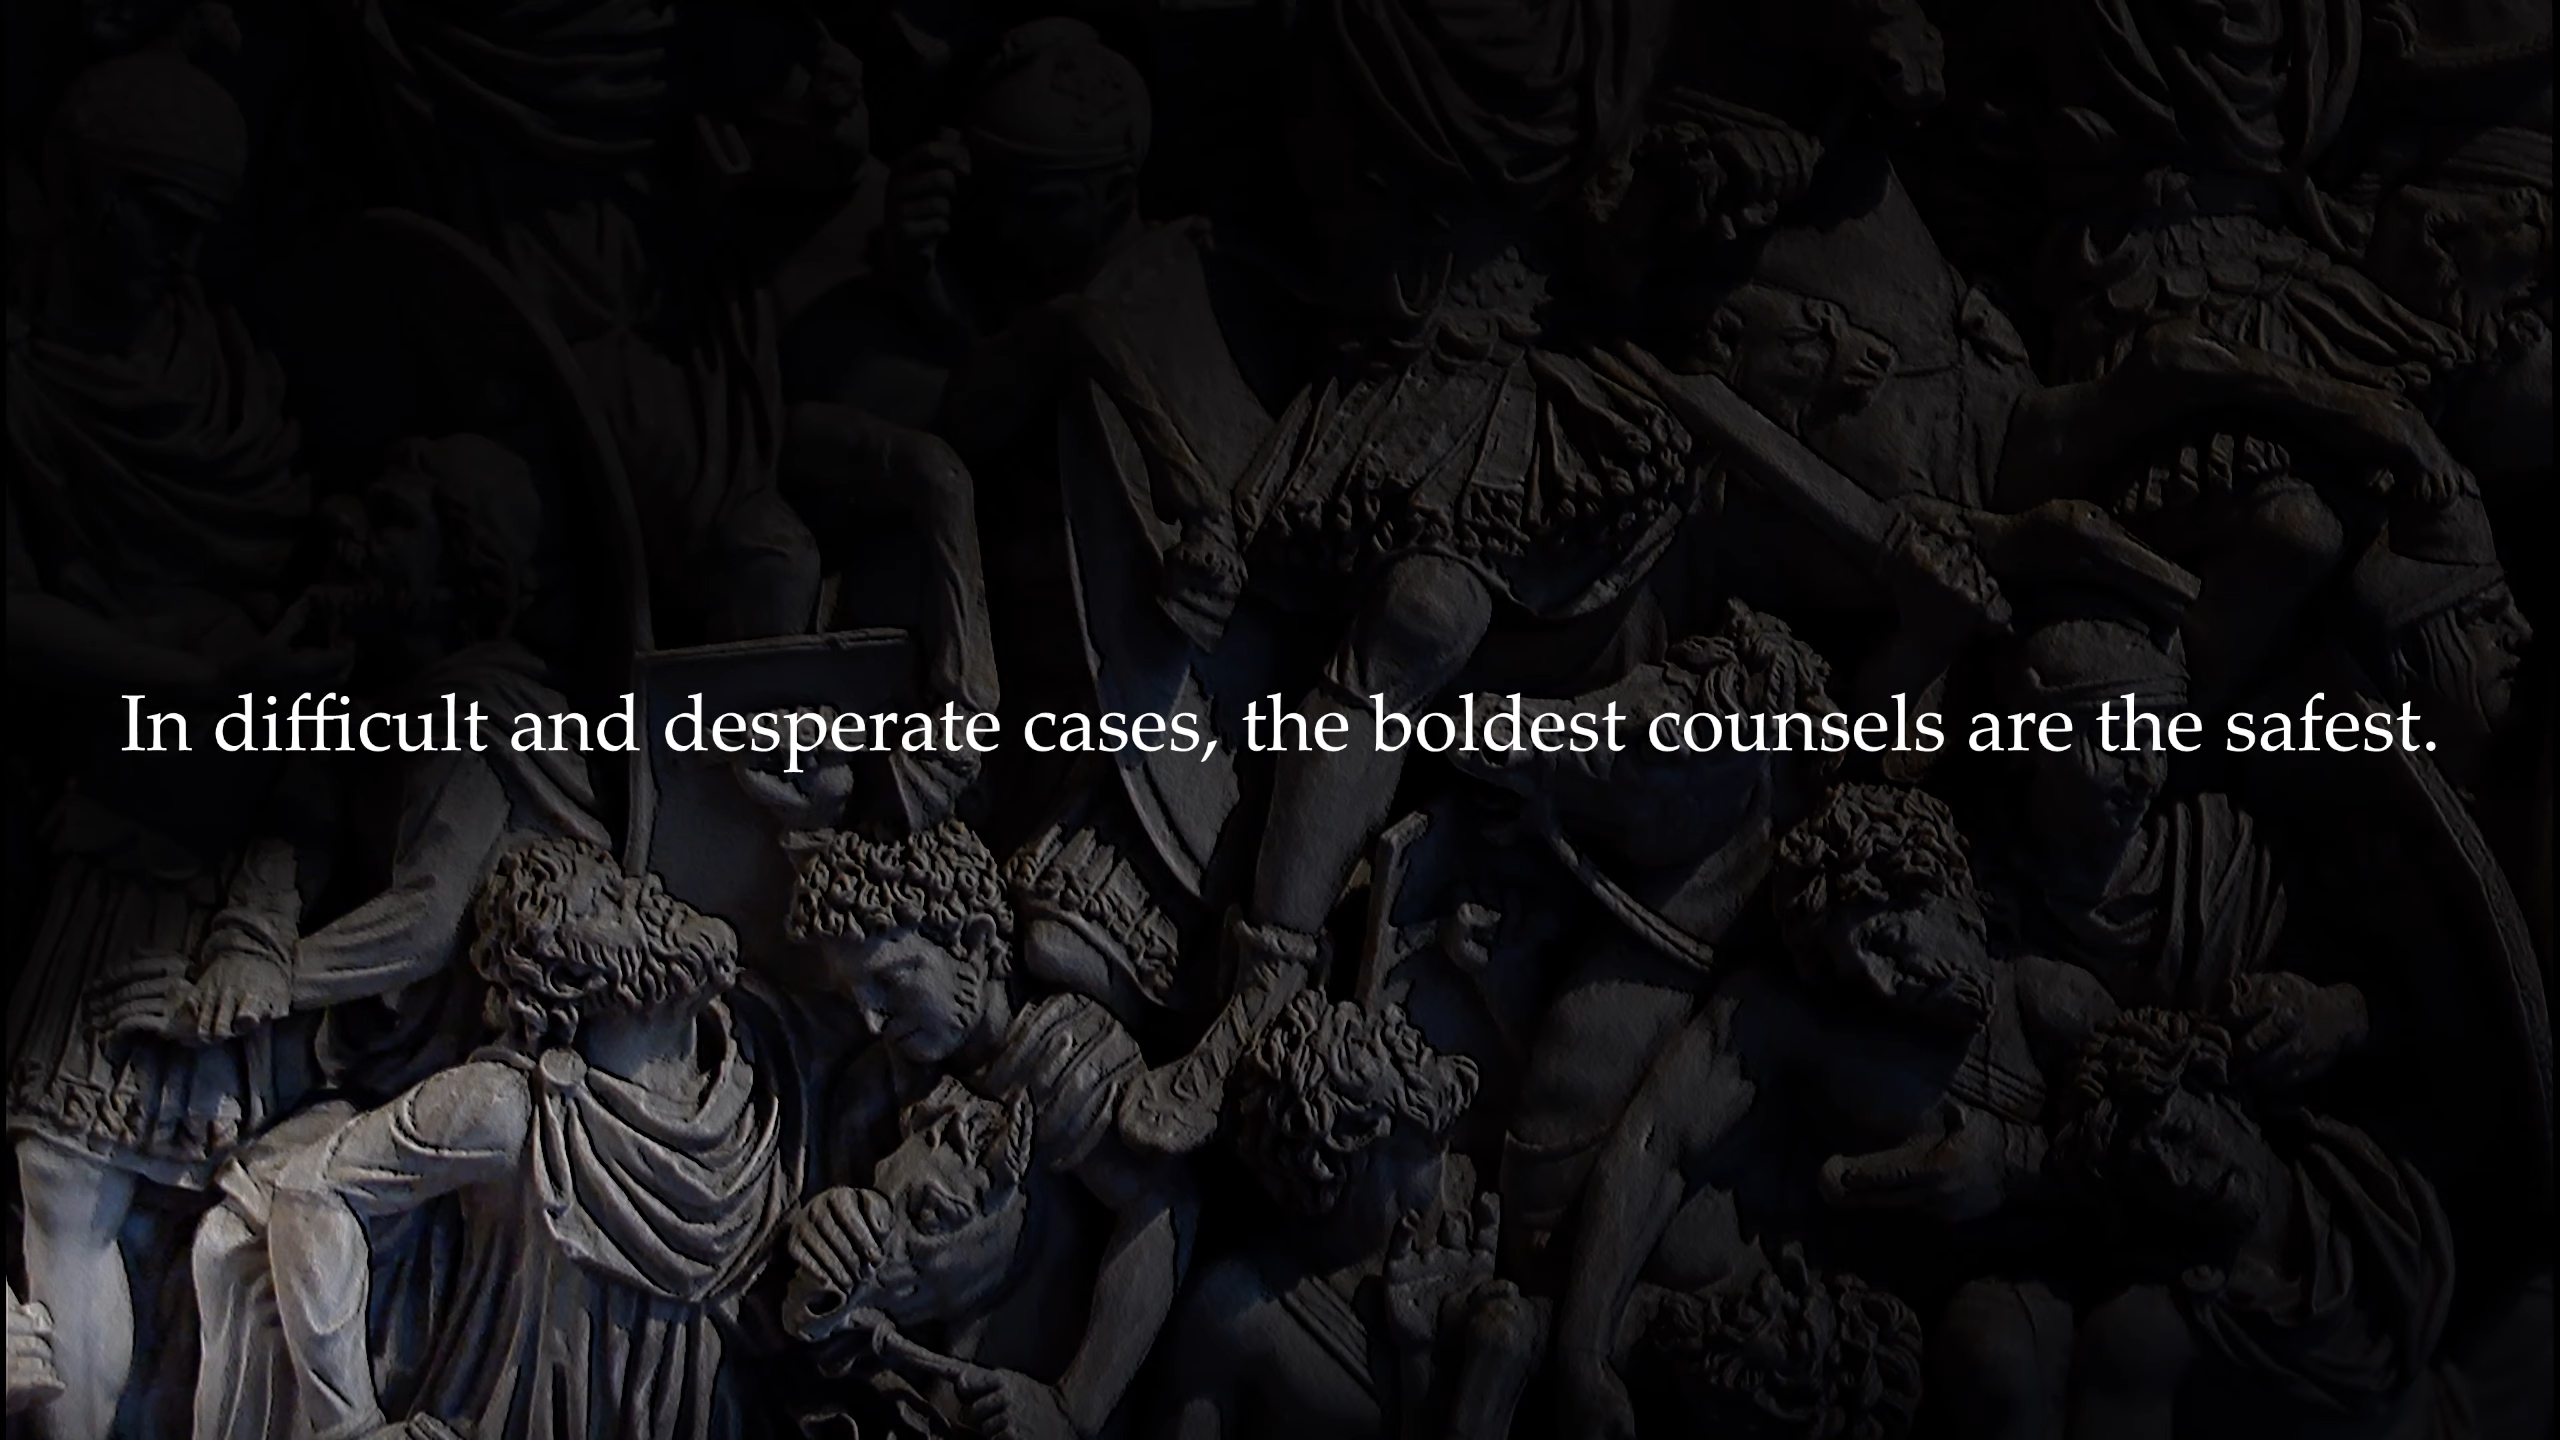 In difficult and desperate cases, the boldest counsels are the safest.